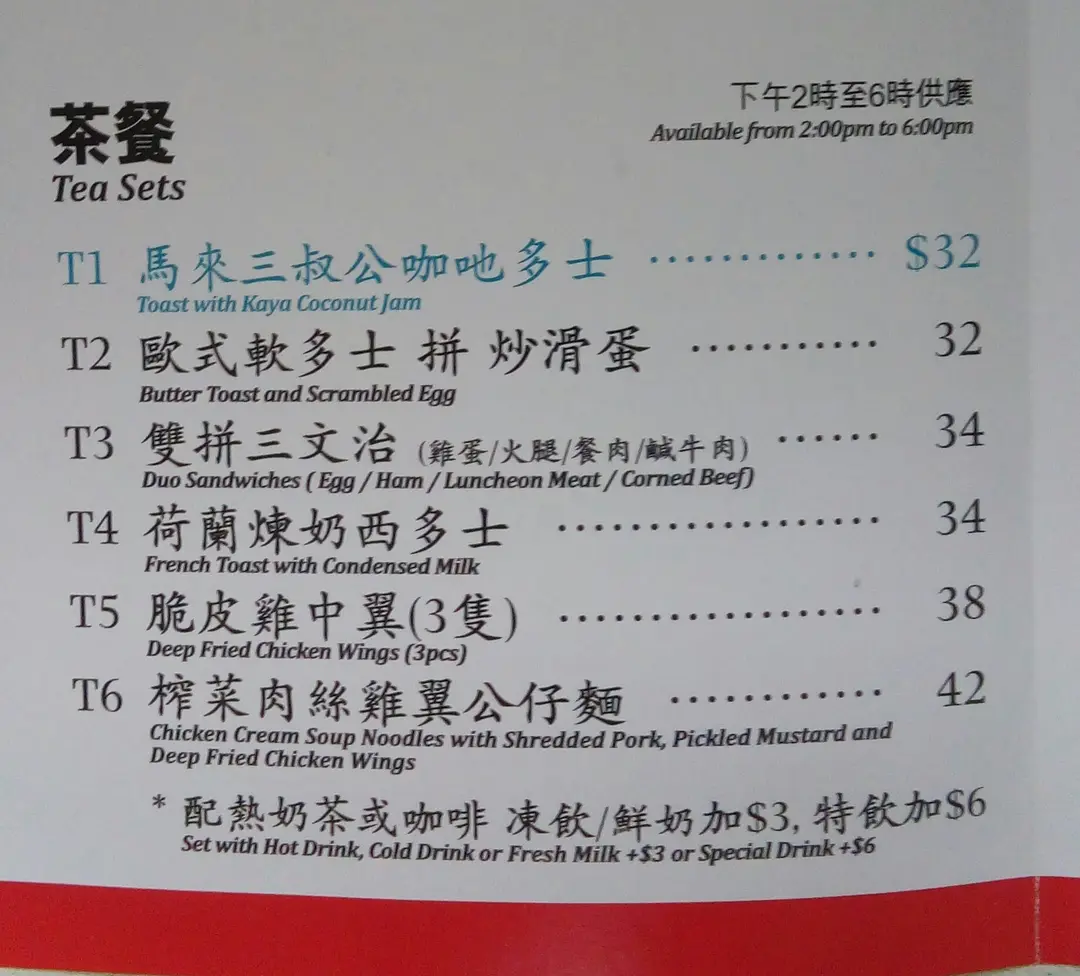 茶餐
Tea Sets
下午2時至6時供應
Available from 2:00pm to 6:00pm
T1 馬來三叔公咖吔多士 ············· $32
Toast with Kaya Coconut Jam
T2 歐式軟多士 拼 炒滑蛋 ··········· 32
Butter Toast and Scrambled Egg
T3 雙拼三文治 (雞蛋/火腿/餐肉/鹹牛肉) ······ 34
Duo Sandwiches ( Egg / Ham / Luncheon Meat / Corned Beef)
T4 荷蘭煉奶西多士 ··················· 34
French Toast with Condensed Milk
T5 脆皮雞中翼(3隻) ··················· 38
Deep Fried Chicken Wings (3pcs)
T6 榨菜肉絲雞翼公仔麵 ············ 42
Chicken Cream Soup Noodles with Shredded Pork, Pickled Mustard and
Deep Fried Chicken Wings
* 配熱奶茶或咖啡 凍飲/鮮奶加$3, 特飲加$6
Set with Hot Drink, Cold Drink or Fresh Milk +$3 or Special Drink +$6